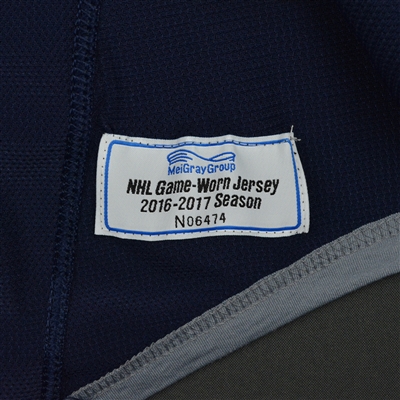 MeiGrayGroup
NHL Game-Worn Jersey
2016-2017 Season
N06474